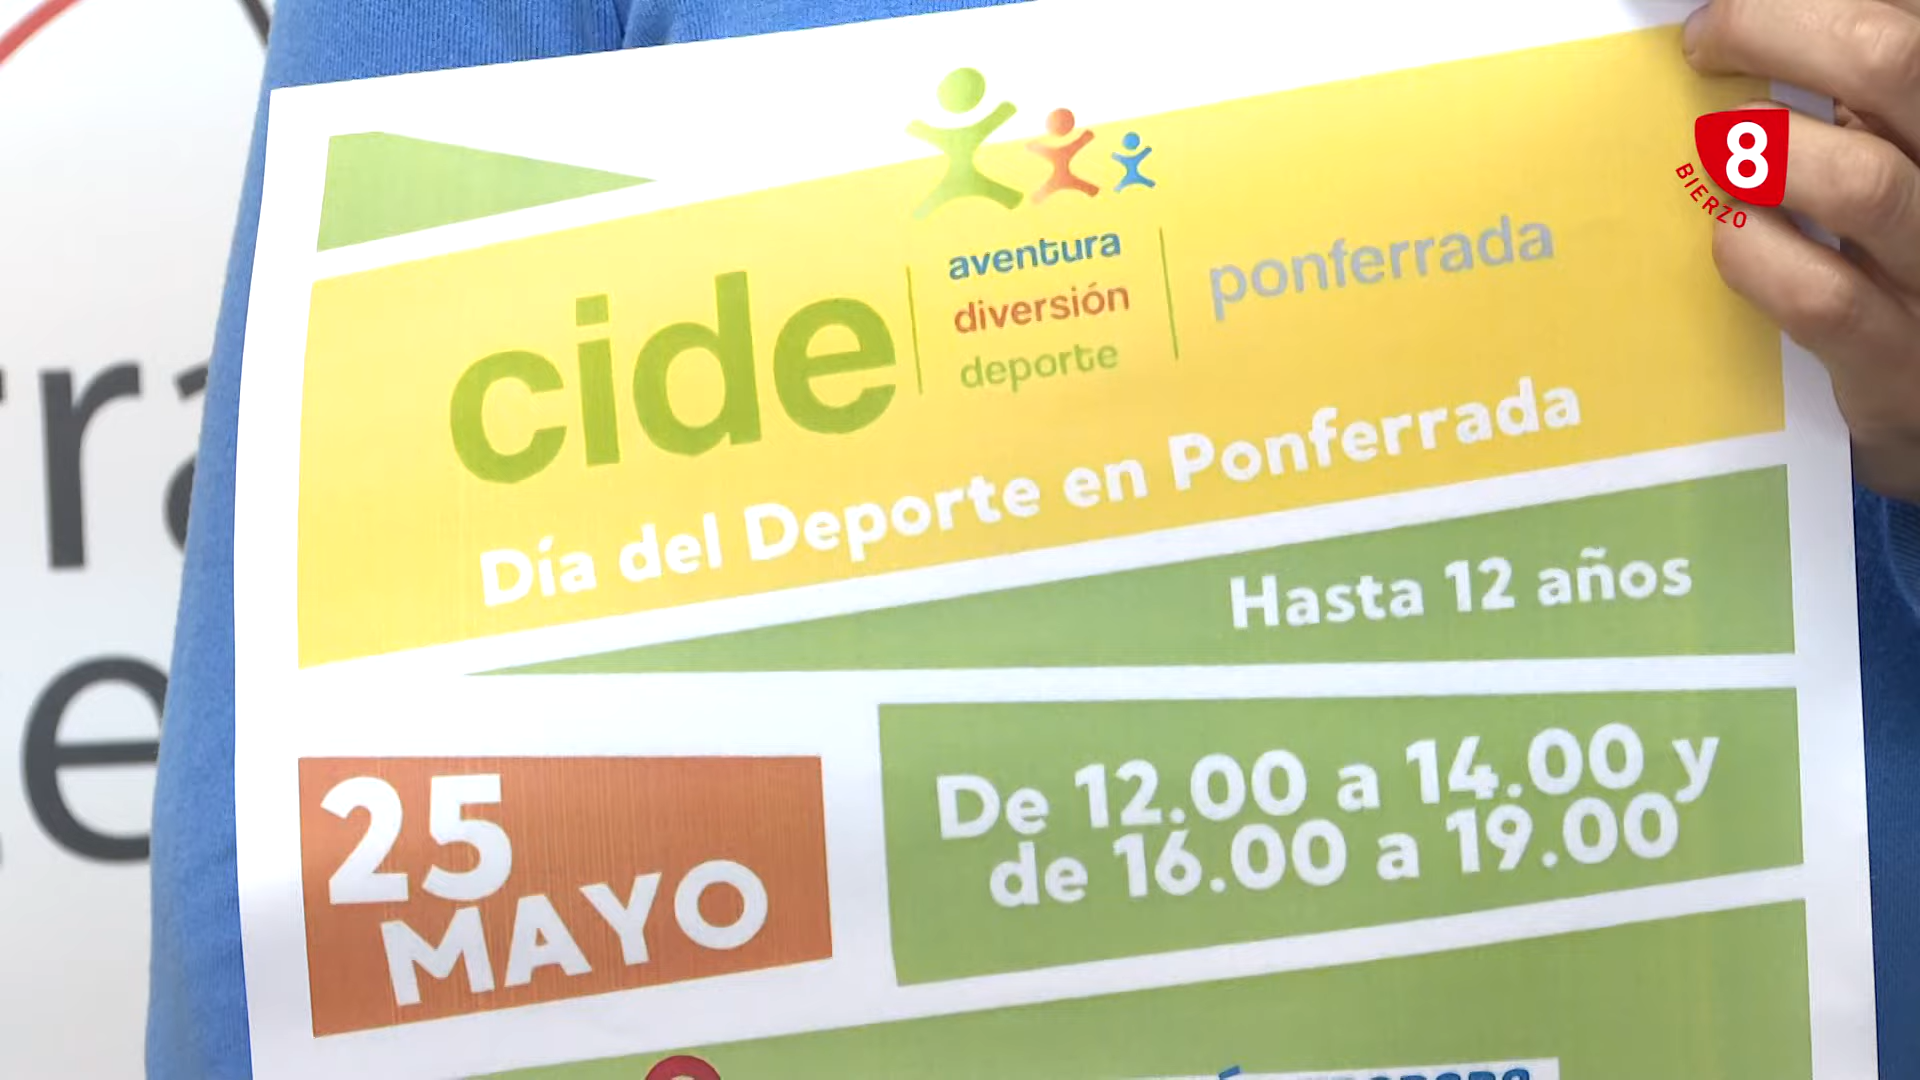 8
BIERZO
cide
aventura
diversión
deporte
ponferrada
Día del Deporte en Ponferrada
Hasta 12 años
25
MAYO
De 12.00 a 14.00 y
de 16.00 a 19.00